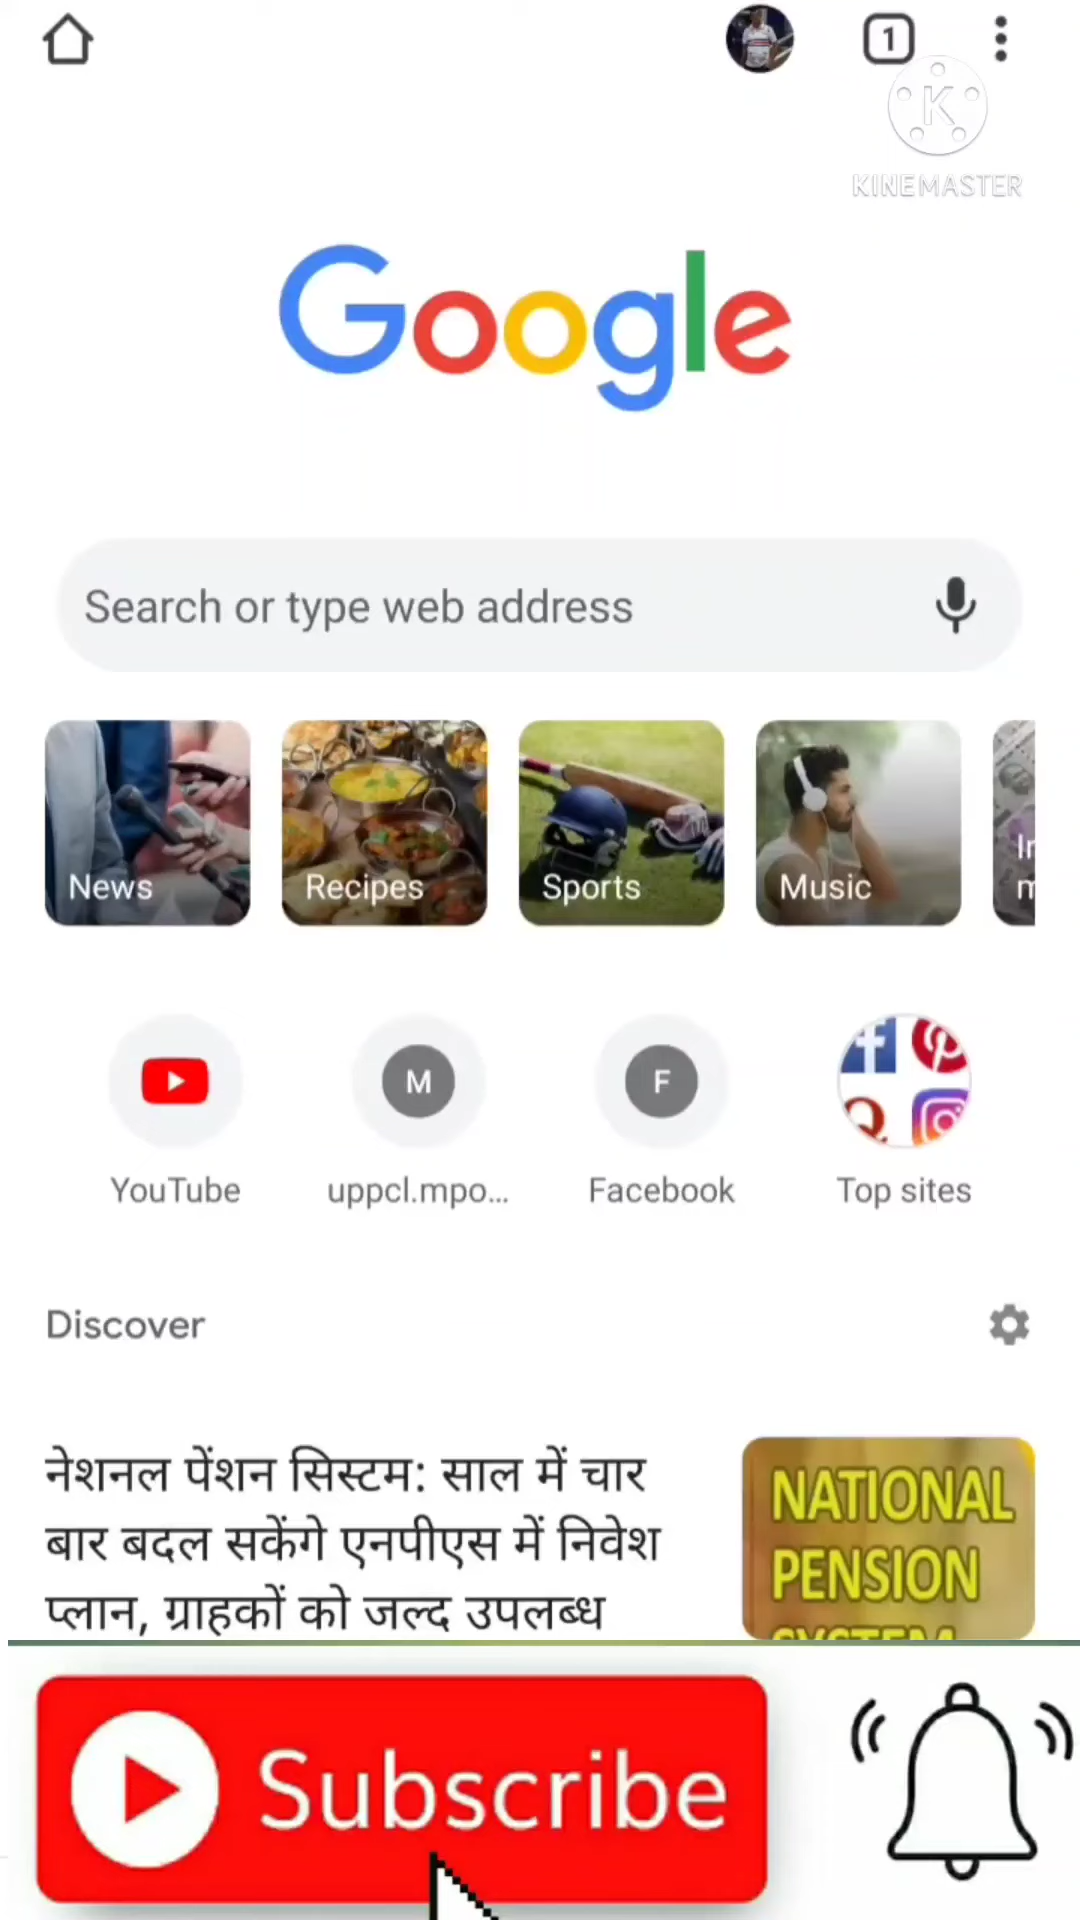 1
K
KINEMASTER
Google
Search or type web address
News
Recipes
Sports
Music
M
F
YouTube
uppcl.mpo...
Facebook
Top sites
Discover
नेशनल पेंशन सिस्टम: साल में चार
बार बदल सकेंगे एनपीएस में निवेश
प्लान, ग्राहकों को जल्द उपलब्ध
NATIONAL
PENSION
Subscribe